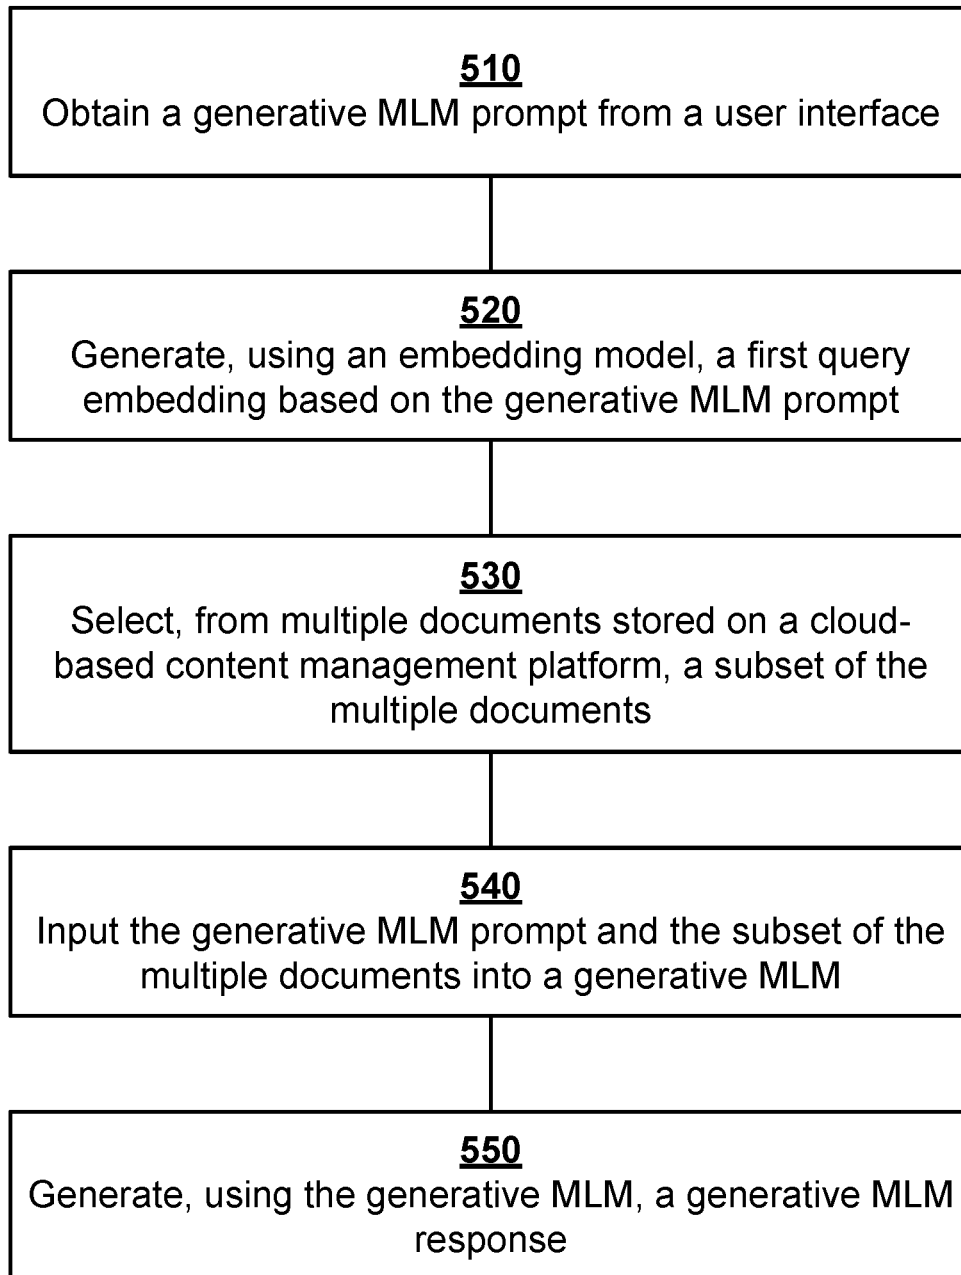 510
Obtain a generative MLM prompt from a user interface
520
Generate, using an embedding model, a first query
embedding based on the generative MLM prompt
530
Select, from multiple documents stored on a cloud-
based content management platform, a subset of the
multiple documents
540
Input the generative MLM prompt and the subset of the
multiple documents into a generative MLM
550
Generate, using the generative MLM, a generative MLM
response